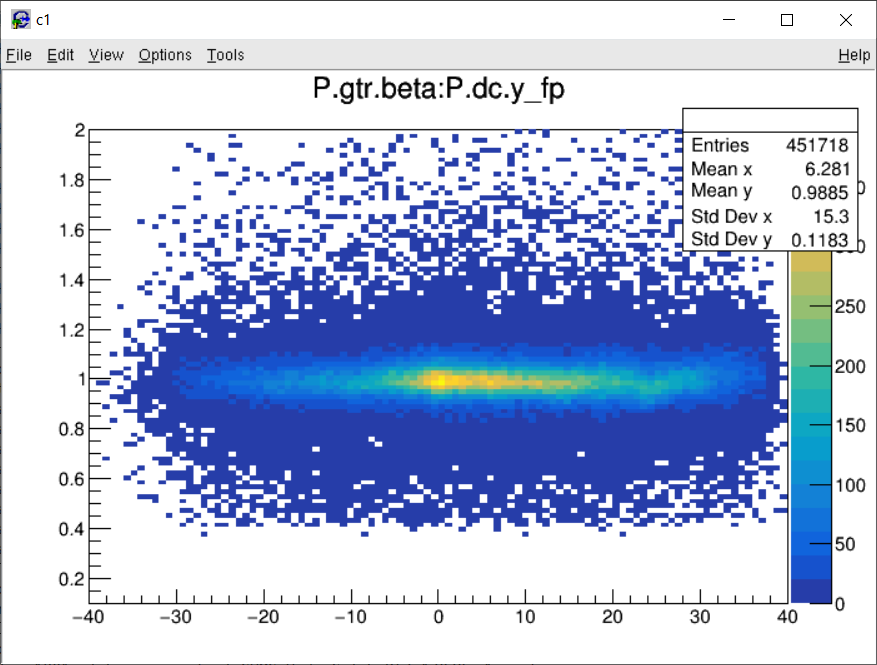 c1
File Edit View Options Tools Help
P.gtr.beta:P.dc.y_fp
Entries 451718
Mean x 6.281
Mean y 0.9885
Std Dev x 15.3
Std Dev y 0.1183
2
1.8
1.6
1.4
1.2
1
0.8
0.6
0.4
0.2
−40 −30 −20 −10 0 10 20 30 40
250
200
150
100
50
0